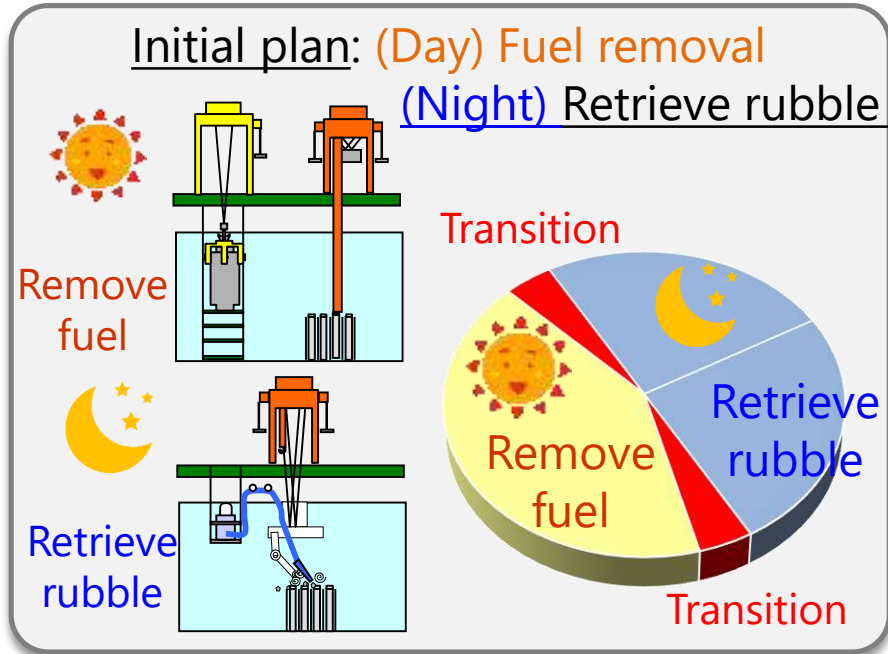 Initial plan: (Day) Fuel removal
(Night) Retrieve rubble
Remove
fuel
Retrieve
rubble
Transition
Remove
fuel
Retrieve
rubble
Transition